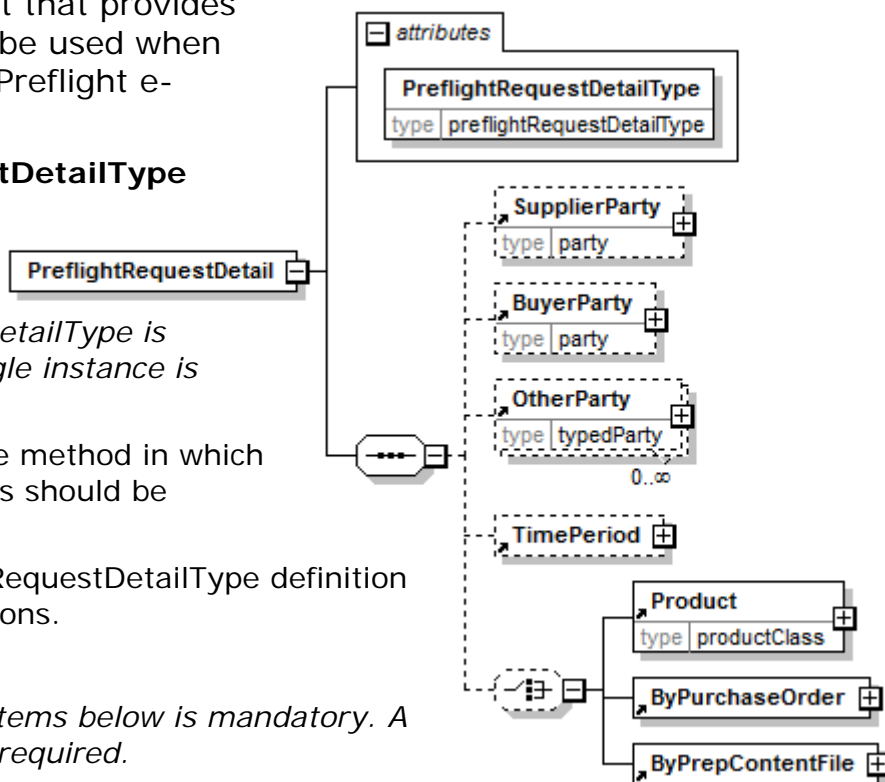 t that provides
be used when
Preflight e-
tDetailType
etailType is
gle instance is
e method in which
s should be
RequestDetailType definition
ons.
tems below is mandatory. A
required.
attributes
PreflightRequestDetailType
type preflightRequestDetailType
PreflightRequestDetail
SupplierParty
type party
BuyerParty
type party
OtherParty
type typedParty
0..∞
TimePeriod
Product
type productClass
ByPurchaseOrder
ByPrepContentFile